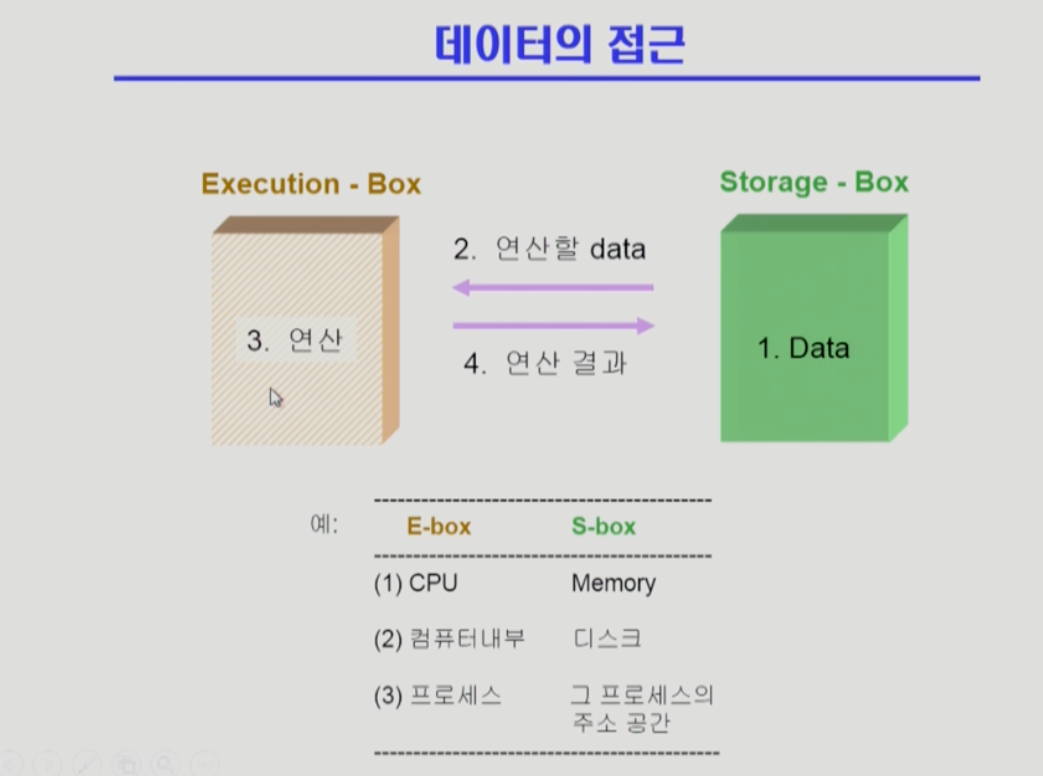 데이터의 접근
Execution - Box
Storage - Box
2. 연산할 data
3. 연산
1. Data
4. 연산 결과
-------------------------------------------
예: E-box S-box
-------------------------------------------
(1) CPU Memory
(2) 컴퓨터내부 디스크
(3) 프로세스 그 프로세스의
주소 공간
--------------------------------------------